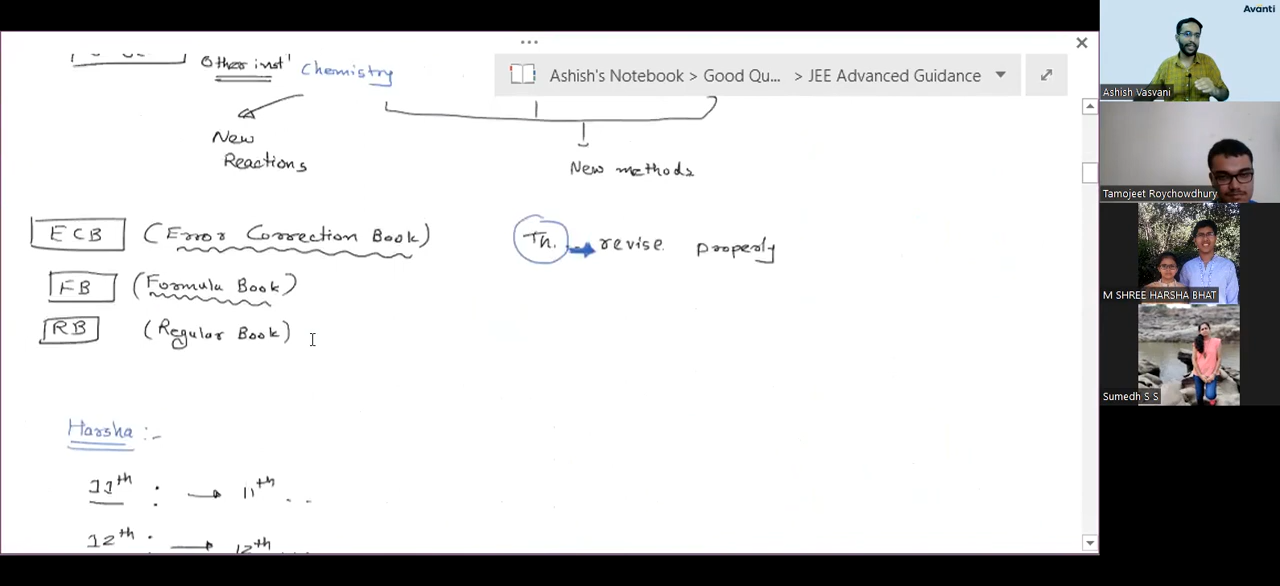 Avanti
Other inst' Chemistry
Ashish's Notebook > Good Qu... > JEE Advanced Guidance
Ashish Vasvani
New
Reactions
New methods
Tamojeet Roychowdhury
ECB (Error Correction Book)
Th. revise properly
FB (Formula Book)
M SHREE HARSHA BHAT
RB (Regular Book)
Sumedh S S
Harsha :-
11th : 11th ..
12th : 12th